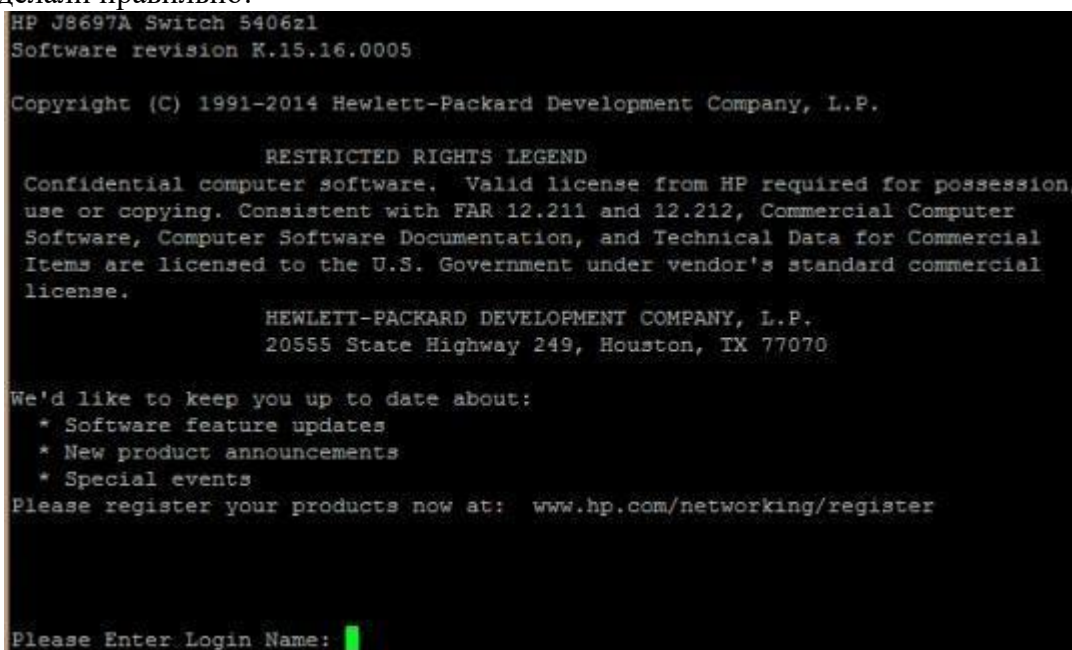 делали правильно:
HP J8697A Switch 5406zl
Software revision K.15.16.0005
Copyright (C) 1991-2014 Hewlett-Packard Development Company, L.P.
RESTRICTED RIGHTS LEGEND
Confidential computer software. Valid license from HP required for possession,
use or copying. Consistent with FAR 12.211 and 12.212, Commercial Computer
Software, Computer Software Documentation, and Technical Data for Commercial
Items are licensed to the U.S. Government under vendor's standard commercial
license.
HEWLETT-PACKARD DEVELOPMENT COMPANY, L.P.
20555 State Highway 249, Houston, TX 77070
We'd like to keep you up to date about:
* Software feature updates
* New product announcements
* Special events
Please register your products now at: www.hp.com/networking/register
Please Enter Login Name: